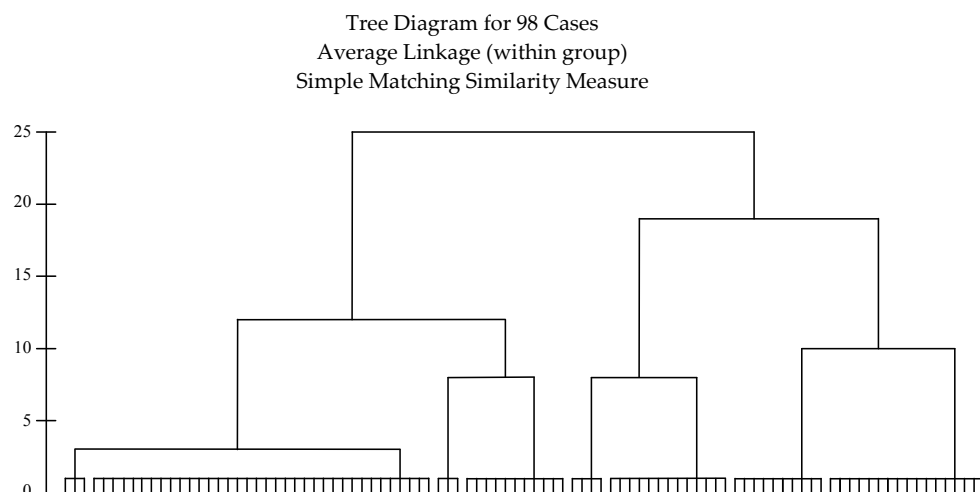 Tree Diagram for 98 Cases
Average Linkage (within group)
Simple Matching Similarity Measure
25
20
15
10
5
0